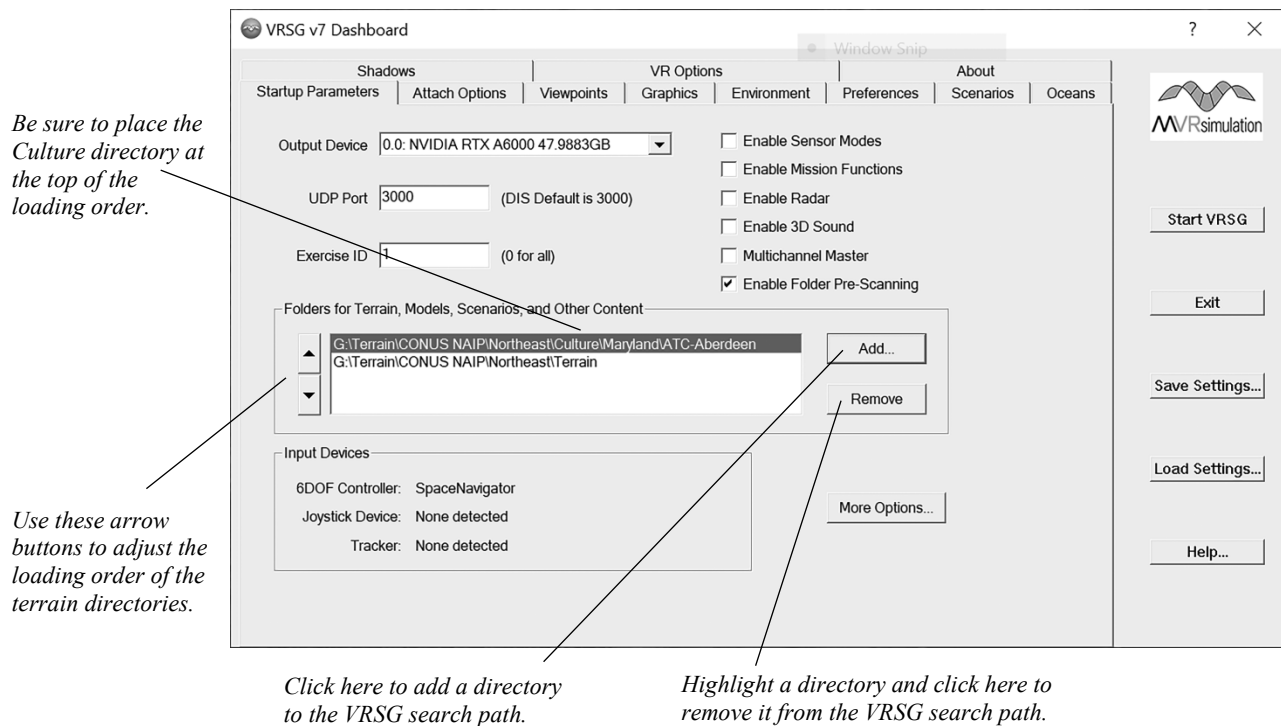 VRSG v7 Dashboard
?
Window Snip
Shadows
VR Options
About
Startup Parameters
Attach Options
Viewpoints
Graphics
Environment
Preferences
Scenarios
Oceans
MVRsimulation
Be sure to place the
Culture directory at
the top of the
loading order.
Output Device 0.0: NVIDIA RTX A6000 47.9883GB
UDP Port 3000 (DIS Default is 3000)
Exercise ID 1 (0 for all)
Enable Sensor Modes
Enable Mission Functions
Enable Radar
Enable 3D Sound
Multichannel Master
Enable Folder Pre-Scanning
Start VRSG
Exit
Save Settings...
Load Settings...
Help...
Folders for Terrain, Models, Scenarios, and Other Content
G:\Terrain\CONUS NAIP\Northeast\Culture\Maryland\ATC-Aberdeen
G:\Terrain\CONUS NAIP\Northeast\Terrain
Add...
Remove
Input Devices
6DOF Controller: SpaceNavigator
Joystick Device: None detected
Tracker: None detected
More Options...
Use these arrow
buttons to adjust the
loading order of the
terrain directories.
Click here to add a directory
to the VRSG search path.
Highlight a directory and click here to
remove it from the VRSG search path.